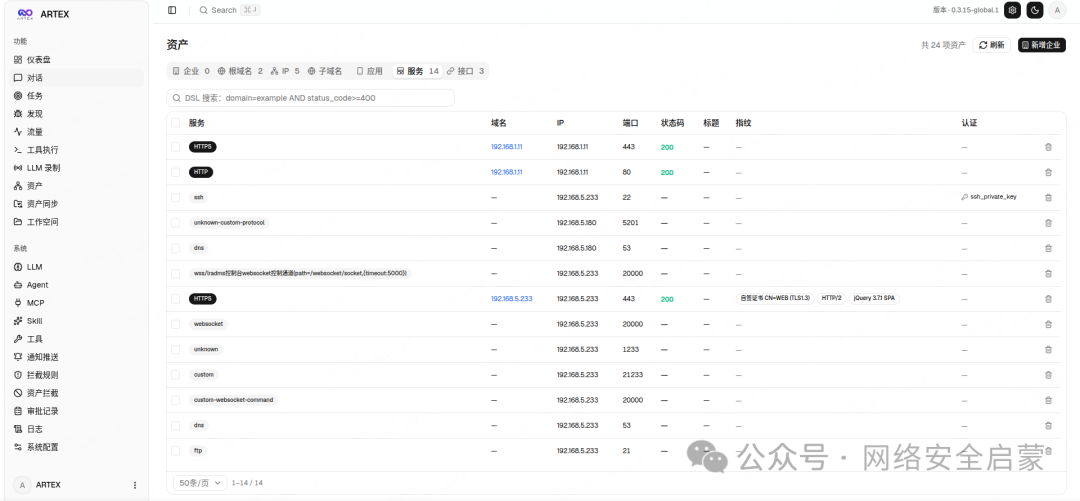 ARTEX
ARTEX
Search ⌘ J
版本 · 0.3.15-global.1
A
功能
仪表盘
对话
任务
发现
流量
工具执行
LLM 录制
资产
资产同步
工作空间
系统
LLM
Agent
MCP
Skill
工具
通知推送
拦截规则
资产拦截
审批记录
日志
系统配置
A ARTEX
资产
共 24 项资产 刷新 新增企业
企业 0 根域名 2 IP 5 子域名 应用 服务 14 接口 3
DSL 搜索: domain=example AND status_code>=400
服务 域名 IP 端口 状态码 标题 指纹 认证
HTTPS 192.168.1.11 192.168.1.11 443 200 — — —
HTTP 192.168.1.11 192.168.1.11 80 200 — — —
ssh — 192.168.5.233 22 — — — ssh_private_key
unknown-custom-protocol — 192.168.5.180 5201 — — — —
dns — 192.168.5.180 53 — — — —
wss/iradms控制台websocket控制通道(path=/websocket/socket,{timeout:5000}) — 192.168.5.233 20000 — — — —
HTTPS 192.168.5.233 192.168.5.233 443 200 — 自签证书 CN=WEB (TLS1.3) HTTP/2 jQuery 3.7.1 SPA —
websocket — 192.168.5.233 20000 — — — —
unknown — 192.168.5.233 1233 — — — —
custom — 192.168.5.233 21233 — — — —
custom-websocket-command — 192.168.5.233 20000 — — — —
dns — 192.168.5.233 53 — — — —
ftp — 192.168.5.233 21 — — —
公众号 · 网络安全启蒙
50条/页 1–14 / 14